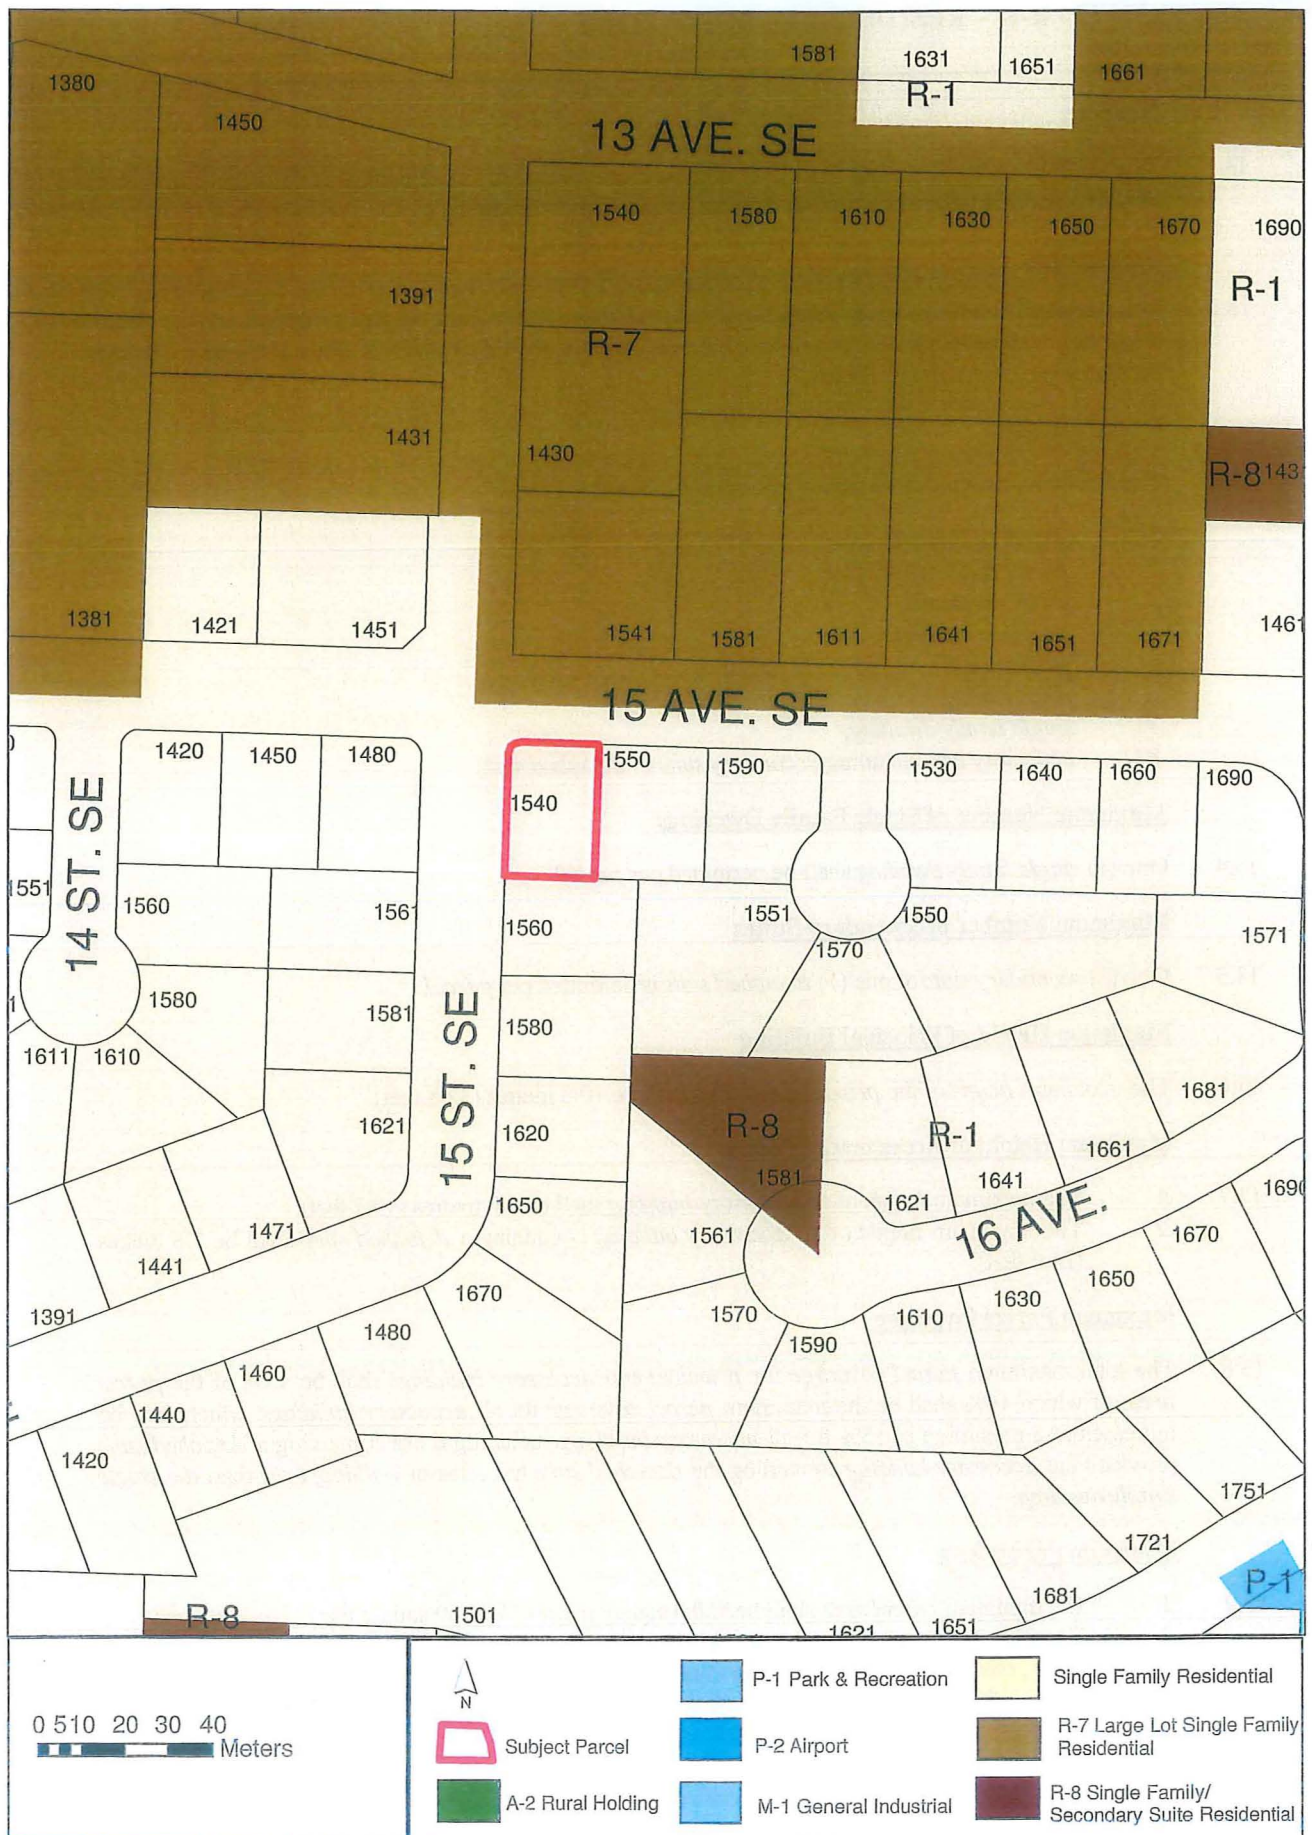 1581 1631 1651 1661
R-1
1380
1450
13 AVE. SE
1540 1580 1610 1630 1650 1670 1690
1391
R-1
R-7
1431
1430
R-8 143
1381 1421 1451 1541 1581 1611 1641 1651 1671 1461
15 AVE. SE
1420 1450 1480 1550 1590 1530 1640 1660 1690
1540
14 ST. SE
1551 1560 1561 1560 1551 1550 1571
1570
1580 1581 1580
15 ST. SE
1611 1610 1681
1621 1620 R-8 R-1 1661
1581 1641 1690
1471 1650 1561 1621 16 AVE. 1670
1441 1650
1391 1670 1570 1610 1630
1480 1590
1460
1440
1420
1751
1721
P-1
1681
R-8 1501 1621 1651
0 510 20 30 40
Meters
N
Subject Parcel
A-2 Rural Holding
P-1 Park & Recreation
P-2 Airport
M-1 General Industrial
Single Family Residential
R-7 Large Lot Single Family
Residential
R-8 Single Family/
Secondary Suite Residential